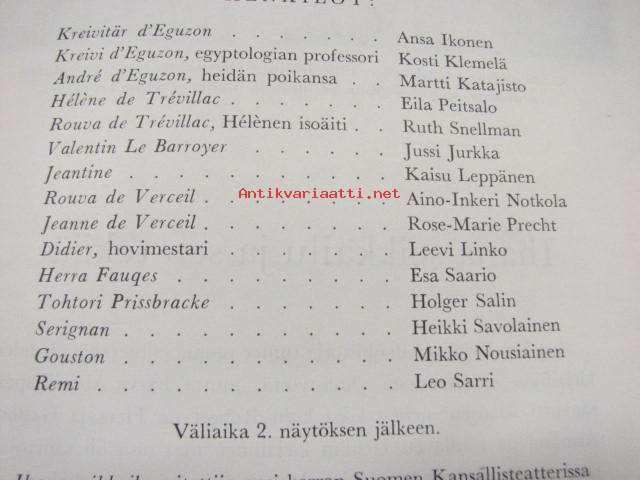 HENKILÖT:
Kreivitär d'Eguzon . . . . . . . Ansa Ikonen
Kreivi d'Eguzon, egyptologian professori Kosti Klemelä
André d'Eguzon, heidän poikansa . . Martti Katajisto
Hélène de Trévillac . . . . . . Eila Peitsalo
Rouva de Trévillac, Hélènen isoäiti . . Ruth Snellman
Valentin Le Barroyer . . . . . . Jussi Jurkka
Jeantine . . . . . . . . . . Kaisu Leppänen
Antikvariaatti.net
Rouva de Verceil . . . . . . . Aino-Inkeri Notkola
Jeanne de Verceil . . . . . . . Rose-Marie Precht
Didier, hovimestari . . . . . . Leevi Linko
Herra Fauqes . . . . . . . . Esa Saario
Tohtori Prissbracke . . . . . . Holger Salin
Serignan . . . . . . . . . Heikki Savolainen
Gouston . . . . . . . . . Mikko Nousiainen
Remi . . . . . . . . . . Leo Sarri
Väliaika 2. näytöksen jälkeen.
Suomen Kansallisteatterissa